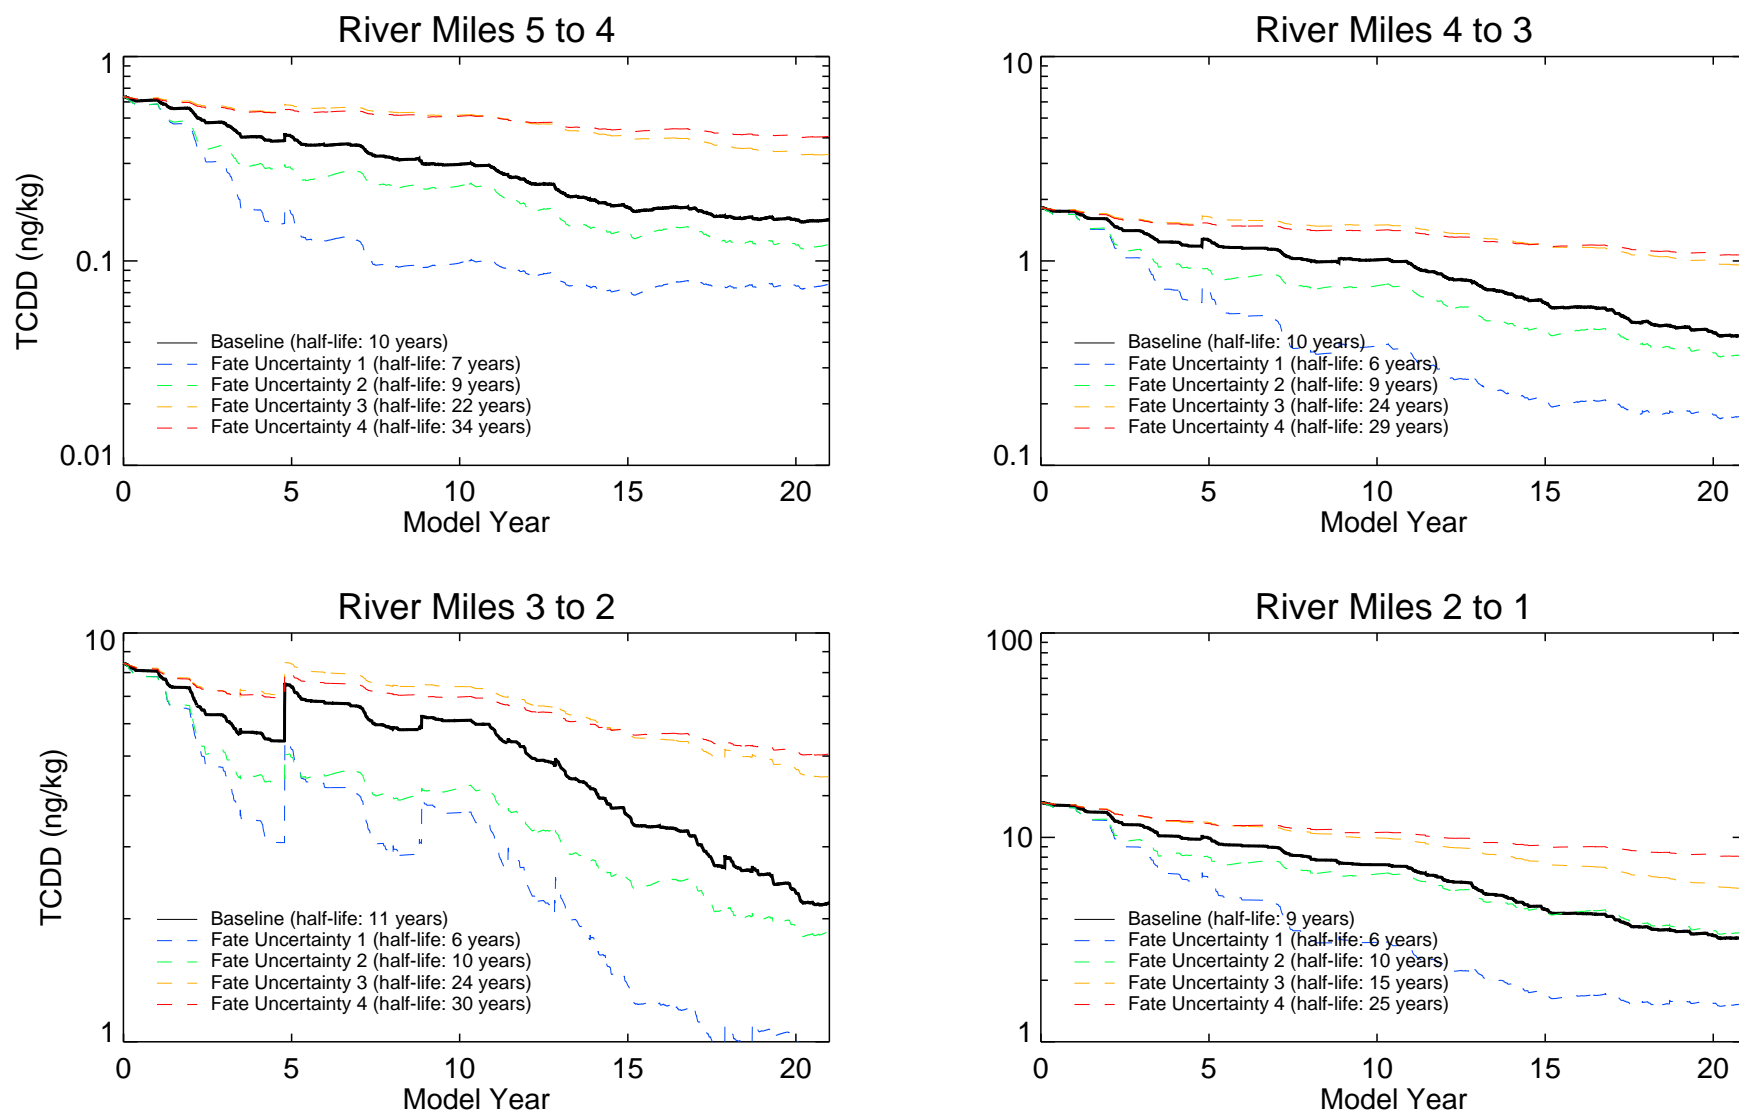 River Miles 5 to 4
1
0.1
0.01
TCDD (ng/kg)
Baseline (half-life: 10 years)
Fate Uncertainty 1 (half-life: 7 years)
Fate Uncertainty 2 (half-life: 9 years)
Fate Uncertainty 3 (half-life: 22 years)
Fate Uncertainty 4 (half-life: 34 years)
0 5 10 15 20
Model Year
River Miles 4 to 3
10
1
0.1
Baseline (half-life: 10 years)
Fate Uncertainty 1 (half-life: 6 years)
Fate Uncertainty 2 (half-life: 9 years)
Fate Uncertainty 3 (half-life: 24 years)
Fate Uncertainty 4 (half-life: 29 years)
0 5 10 15 20
Model Year
River Miles 3 to 2
10
1
TCDD (ng/kg)
Baseline (half-life: 11 years)
Fate Uncertainty 1 (half-life: 6 years)
Fate Uncertainty 2 (half-life: 10 years)
Fate Uncertainty 3 (half-life: 24 years)
Fate Uncertainty 4 (half-life: 30 years)
0 5 10 15 20
Model Year
River Miles 2 to 1
100
10
1
Baseline (half-life: 9 years)
Fate Uncertainty 1 (half-life: 6 years)
Fate Uncertainty 2 (half-life: 10 years)
Fate Uncertainty 3 (half-life: 15 years)
Fate Uncertainty 4 (half-life: 25 years)
0 5 10 15 20
Model Year